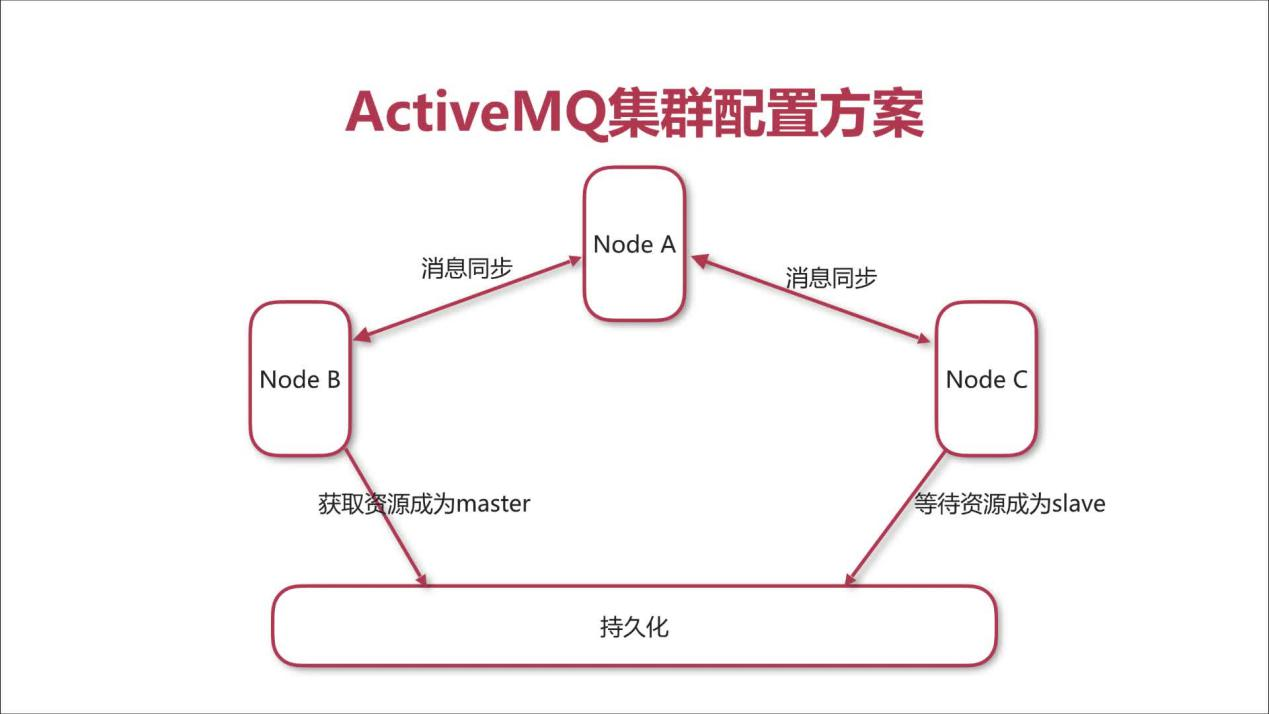 ActiveMQ集群配置方案
Node A
消息同步
消息同步
Node B
Node C
获取资源成为master
等待资源成为slave
持久化